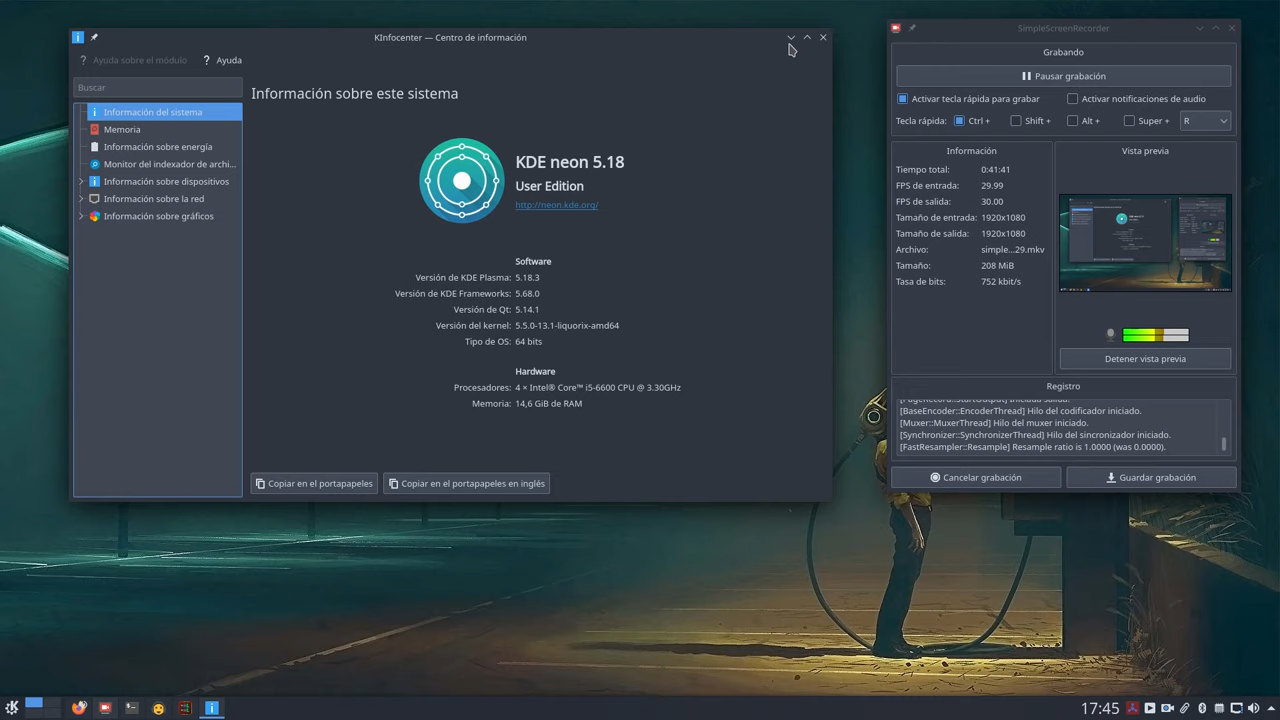 KInfocenter — Centro de información
Ayuda sobre el módulo
Ayuda
Buscar
Información del sistema
Memoria
Información sobre energía
Monitor del indexador de archi...
Información sobre dispositivos
Información sobre la red
Información sobre gráficos
Información sobre este sistema
KDE neon 5.18
User Edition
http://neon.kde.org/
Software
Versión de KDE Plasma: 5.18.3
Versión de KDE Frameworks: 5.68.0
Versión de Qt: 5.14.1
Versión del kernel: 5.5.0-13.1-liquorix-amd64
Tipo de OS: 64 bits
Hardware
Procesadores: 4 × Intel® Core™ i5-6600 CPU @ 3.30GHz
Memoria: 14,6 GiB de RAM
Copiar en el portapapeles
Copiar en el portapapeles en inglés
SimpleScreenRecorder
Grabando
Pausar grabación
Activar tecla rápida para grabar
Activar notificaciones de audio
Tecla rápida: Ctrl + Shift + Alt + Super + R
Información
Tiempo total: 0:41:41
FPS de entrada: 29.99
FPS de salida: 30.00
Tamaño de entrada: 1920x1080
Tamaño de salida: 1920x1080
Archivo: simple...29.mkv
Tamaño: 208 MiB
Tasa de bits: 752 kbit/s
Vista previa
Detener vista previa
Registro
[PageRecord::StartOutput] Iniciada salida.
[BaseEncoder::EncoderThread] Hilo del codificador iniciado.
[Muxer::MuxerThread] Hilo del muxer iniciado.
[Synchronizer::SynchronizerThread] Hilo del sincronizador iniciado.
[FastResampler::Resample] Resample ratio is 1.0000 (was 0.0000).
Cancelar grabación
Guardar grabación
17:45